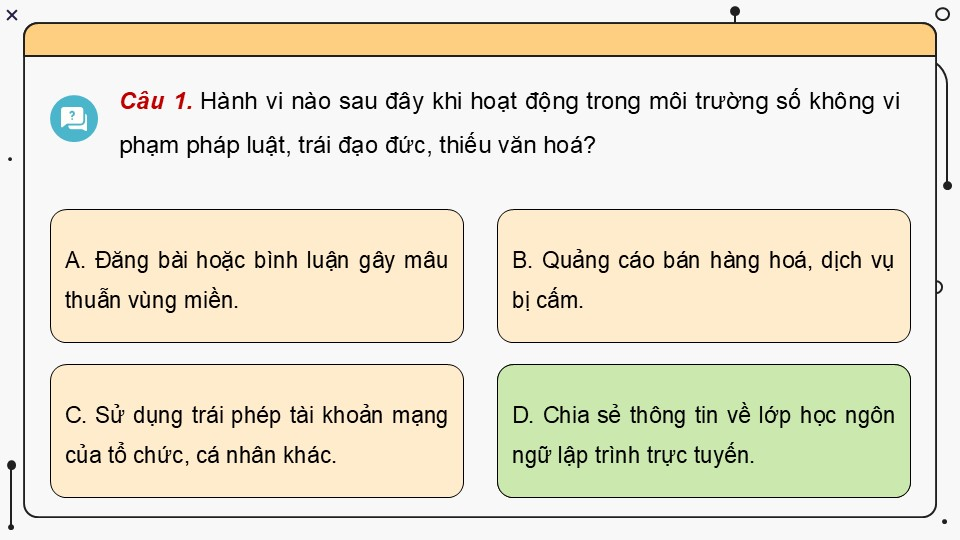 Câu 1. Hành vi nào sau đây khi hoạt động trong môi trường số không vi
phạm pháp luật, trái đạo đức, thiếu văn hoá?
A. Đăng bài hoặc bình luận gây mâu
thuẫn vùng miền.
B. Quảng cáo bán hàng hoá, dịch vụ
bị cấm.
C. Sử dụng trái phép tài khoản mạng
của tổ chức, cá nhân khác.
D. Chia sẻ thông tin về lớp học ngôn
ngữ lập trình trực tuyến.